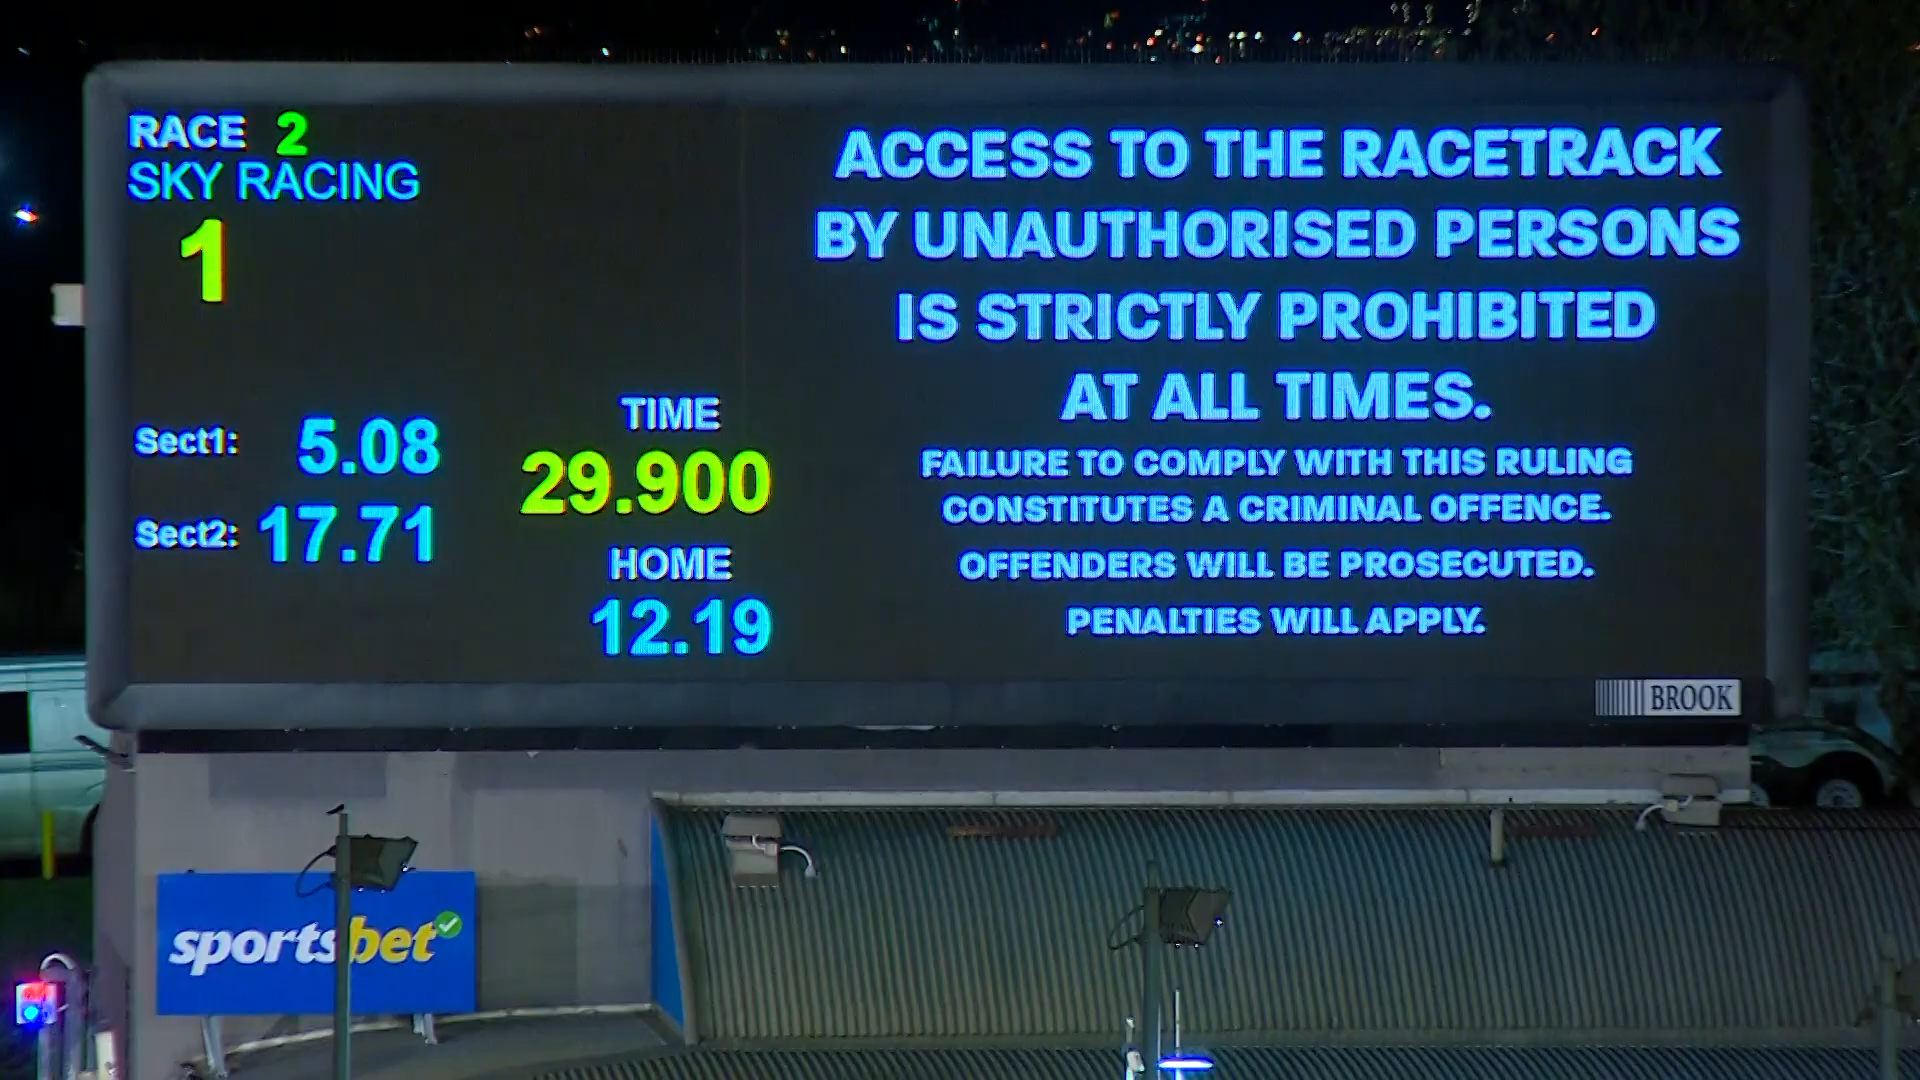 RACE 2
SKY RACING
1
Sect1: 5.08
Sect2: 17.71
TIME
29.900
HOME
12.19
ACCESS TO THE RACETRACK
BY UNAUTHORISED PERSONS
IS STRICTLY PROHIBITED
AT ALL TIMES.
FAILURE TO COMPLY WITH THIS RULING
CONSTITUTES A CRIMINAL OFFENCE.
OFFENDERS WILL BE PROSECUTED.
PENALTIES WILL APPLY.
BROOK
sportsbet